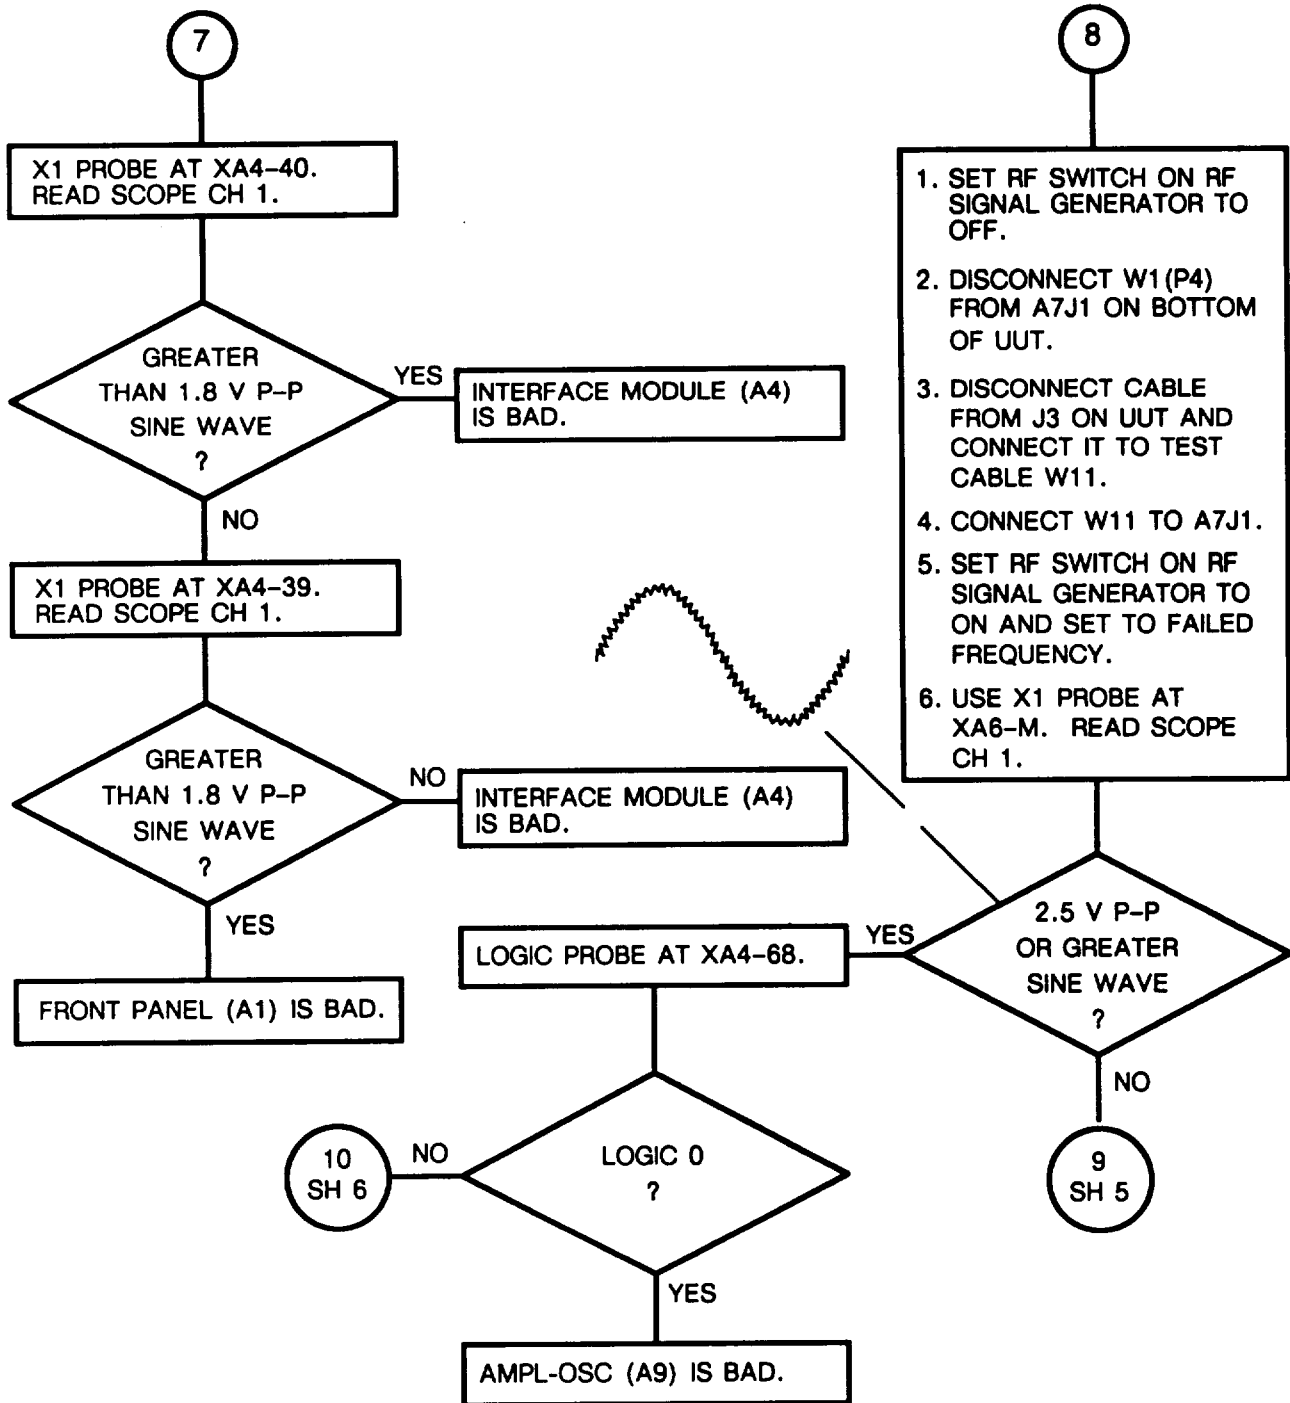 7
X1 PROBE AT XA4-40.
READ SCOPE CH 1.
GREATER
THAN 1.8 V P-P
SINE WAVE
?
YES
INTERFACE MODULE (A4)
IS BAD.
NO
X1 PROBE AT XA4-39.
READ SCOPE CH 1.
GREATER
THAN 1.8 V P-P
SINE WAVE
?
NO
INTERFACE MODULE (A4)
IS BAD.
YES
FRONT PANEL (A1) IS BAD.
8
1. SET RF SWITCH ON RF
SIGNAL GENERATOR TO
OFF.
2. DISCONNECT W1(P4)
FROM A7J1 ON BOTTOM
OF UUT.
3. DISCONNECT CABLE
FROM J3 ON UUT AND
CONNECT IT TO TEST
CABLE W11.
4. CONNECT W11 TO A7J1.
5. SET RF SWITCH ON RF
SIGNAL GENERATOR TO
ON AND SET TO FAILED
FREQUENCY.
6. USE X1 PROBE AT
XA6-M. READ SCOPE
CH 1.
2.5 V P-P
OR GREATER
SINE WAVE
?
YES
LOGIC PROBE AT XA4-68.
NO
9
SH 5
LOGIC 0
?
NO
10
SH 6
YES
AMPL-OSC (A9) IS BAD.